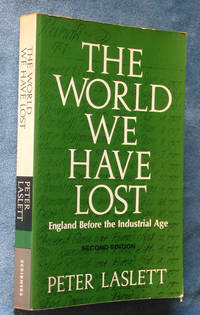 THE
WORLD
WE
HAVE
LOST
England Before the Industrial Age
SECOND EDITION
PETER LASLETT
THE WORLD
WE HAVE LOST
PETER LASLETT
SCRIBNERS